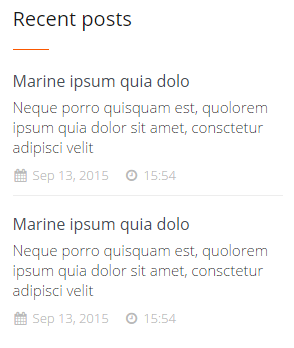 Recent posts
Marine ipsum quia dolo
Neque porro quisquam est, quolorem
ipsum quia dolor sit amet, consctetur
adipisci velit
Sep 13, 2015 15:54
Marine ipsum quia dolo
Neque porro quisquam est, quolorem
ipsum quia dolor sit amet, consctetur
adipisci velit
Sep 13, 2015 15:54